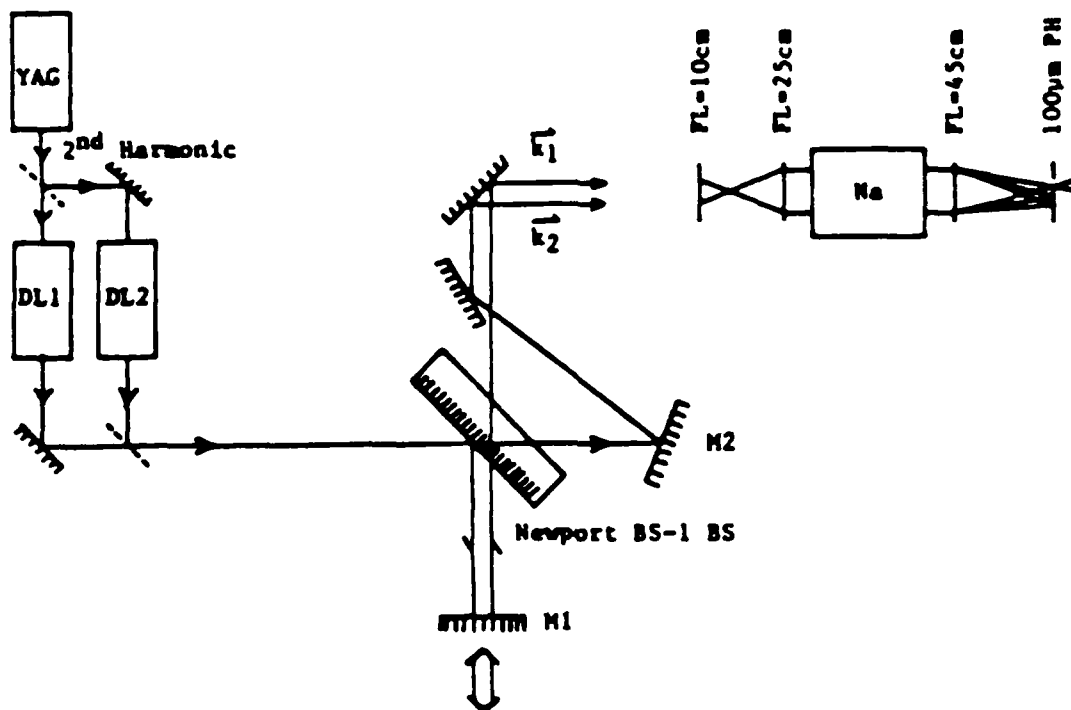 YAG
2nd Harmonic
DL1
DL2
k1
k2
FL=10cm
FL=25cm
Na
FL=45cm
100µm PH
M2
Newport BS-1 BS
M1